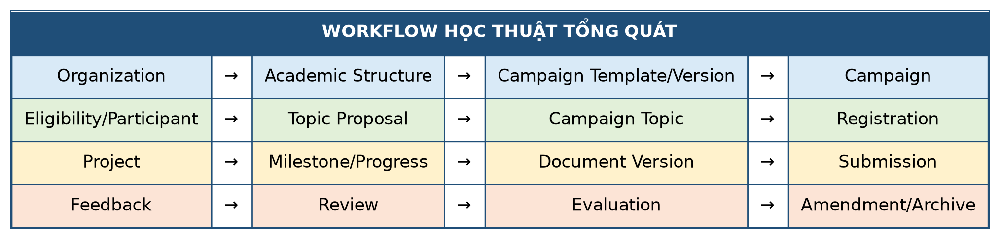 WORKFLOW HỌC THUẬT TỔNG QUÁT
Organization → Academic Structure → Campaign Template/Version → Campaign
Eligibility/Participant → Topic Proposal → Campaign Topic → Registration
Project → Milestone/Progress → Document Version → Submission
Feedback → Review → Evaluation → Amendment/Archive